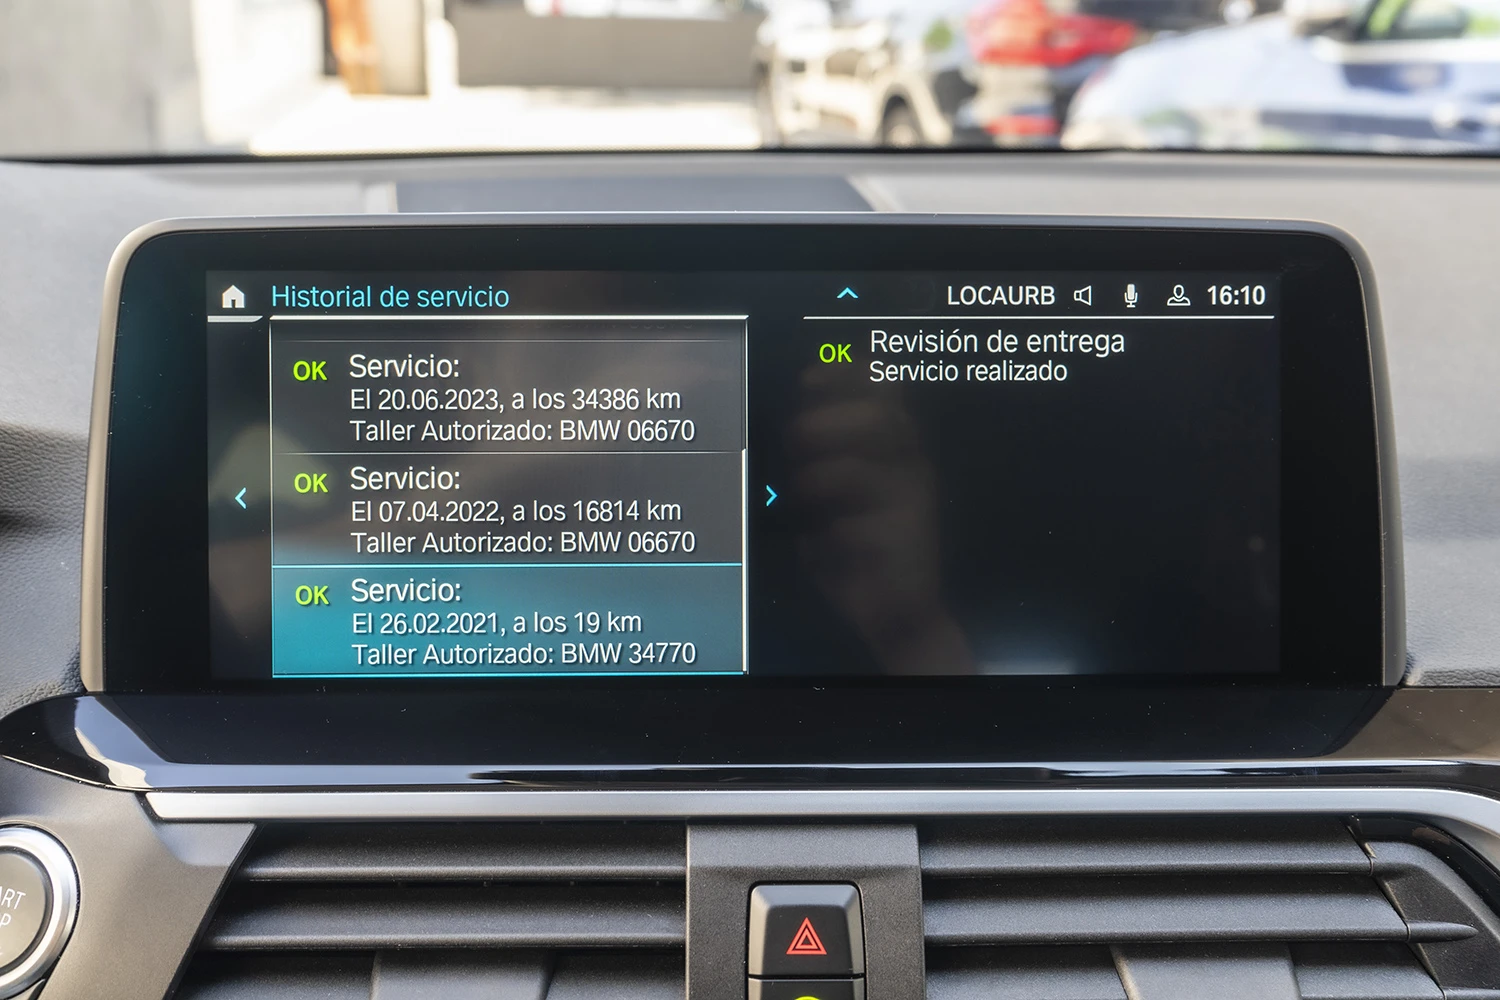 Historial de servicio
LOCAURB 16:10
OK Servicio:
El 20.06.2023, a los 34386 km
Taller Autorizado: BMW 06670
OK Servicio:
El 07.04.2022, a los 16814 km
Taller Autorizado: BMW 06670
OK Servicio:
El 26.02.2021, a los 19 km
Taller Autorizado: BMW 34770
OK Revisión de entrega
Servicio realizado